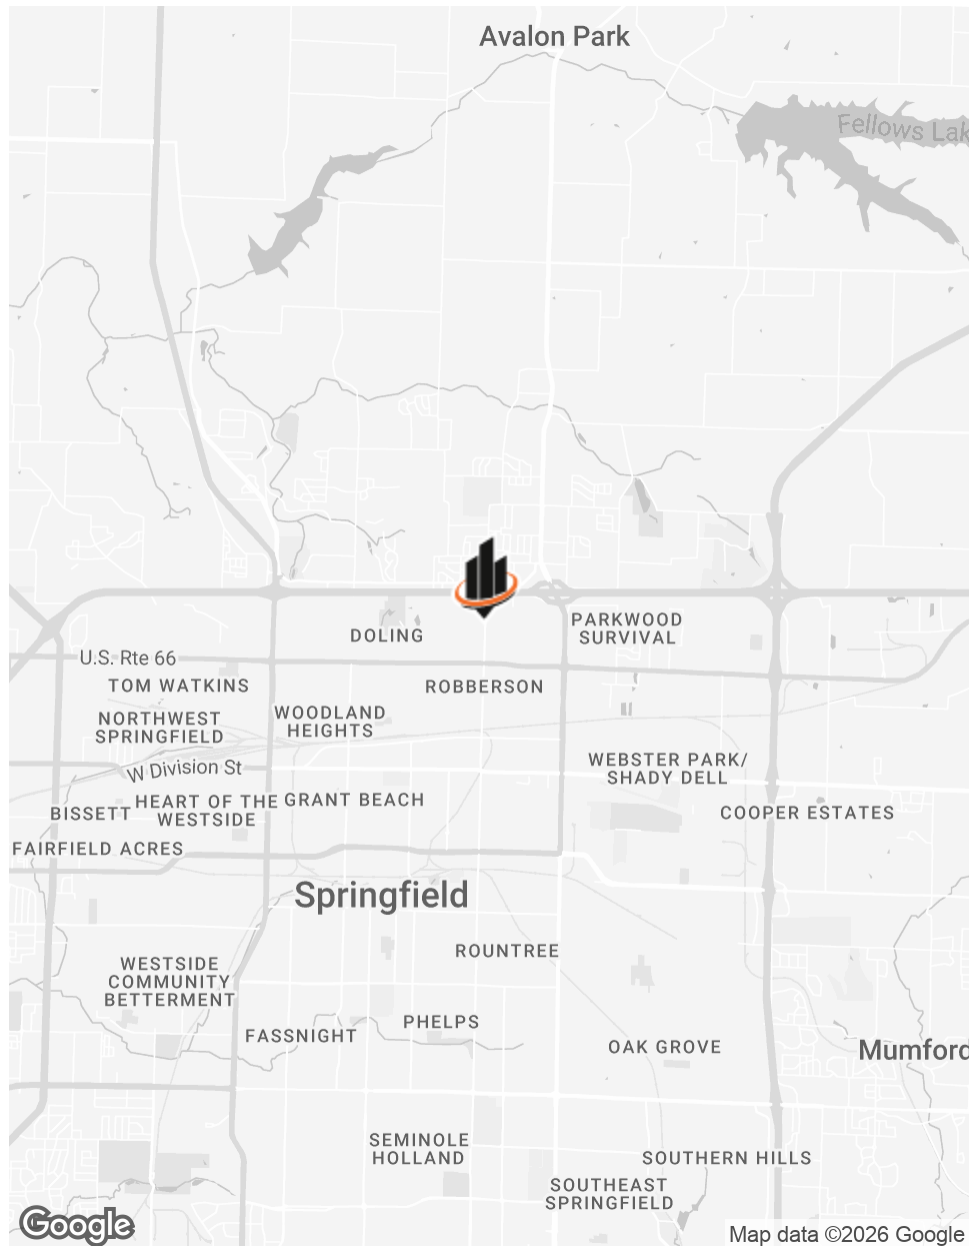 Avalon Park
Fellows Lak
PARKWOOD
SURVIVAL
DOLING
U.S. Rte 66
TOM WATKINS
ROBBERSON
NORTHWEST
SPRINGFIELD
WOODLAND
HEIGHTS
WEBSTER PARK/
SHADY DELL
W Division St
HEART OF THE
WESTSIDE
GRANT BEACH
BISSETT
COOPER ESTATES
FAIRFIELD ACRES
Springfield
ROUNTREE
WESTSIDE
COMMUNITY
BETTERMENT
PHELPS
FASSNIGHT
OAK GROVE
Mumford
SEMINOLE
HOLLAND
SOUTHERN HILLS
SOUTHEAST
SPRINGFIELD
Google
Map data ©2026 Google